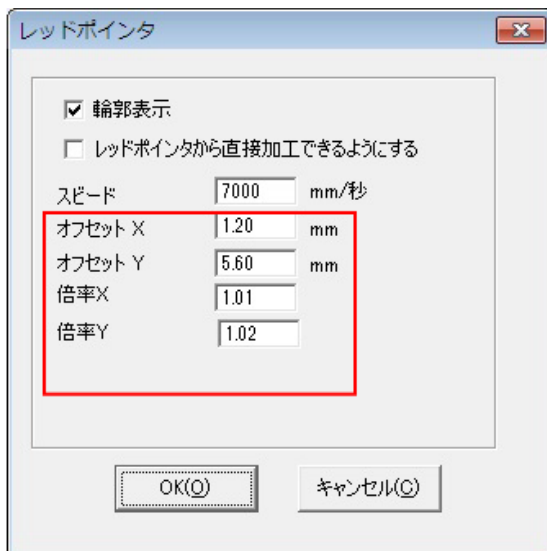 レッドポインタ
輪郭表示
レッドポインタから直接加工できるようにする
スピード 7000 mm/秒
オフセット X 1.20 mm
オフセット Y 5.60 mm
倍率X 1.01
倍率Y 1.02
OK(O) キャンセル(C)